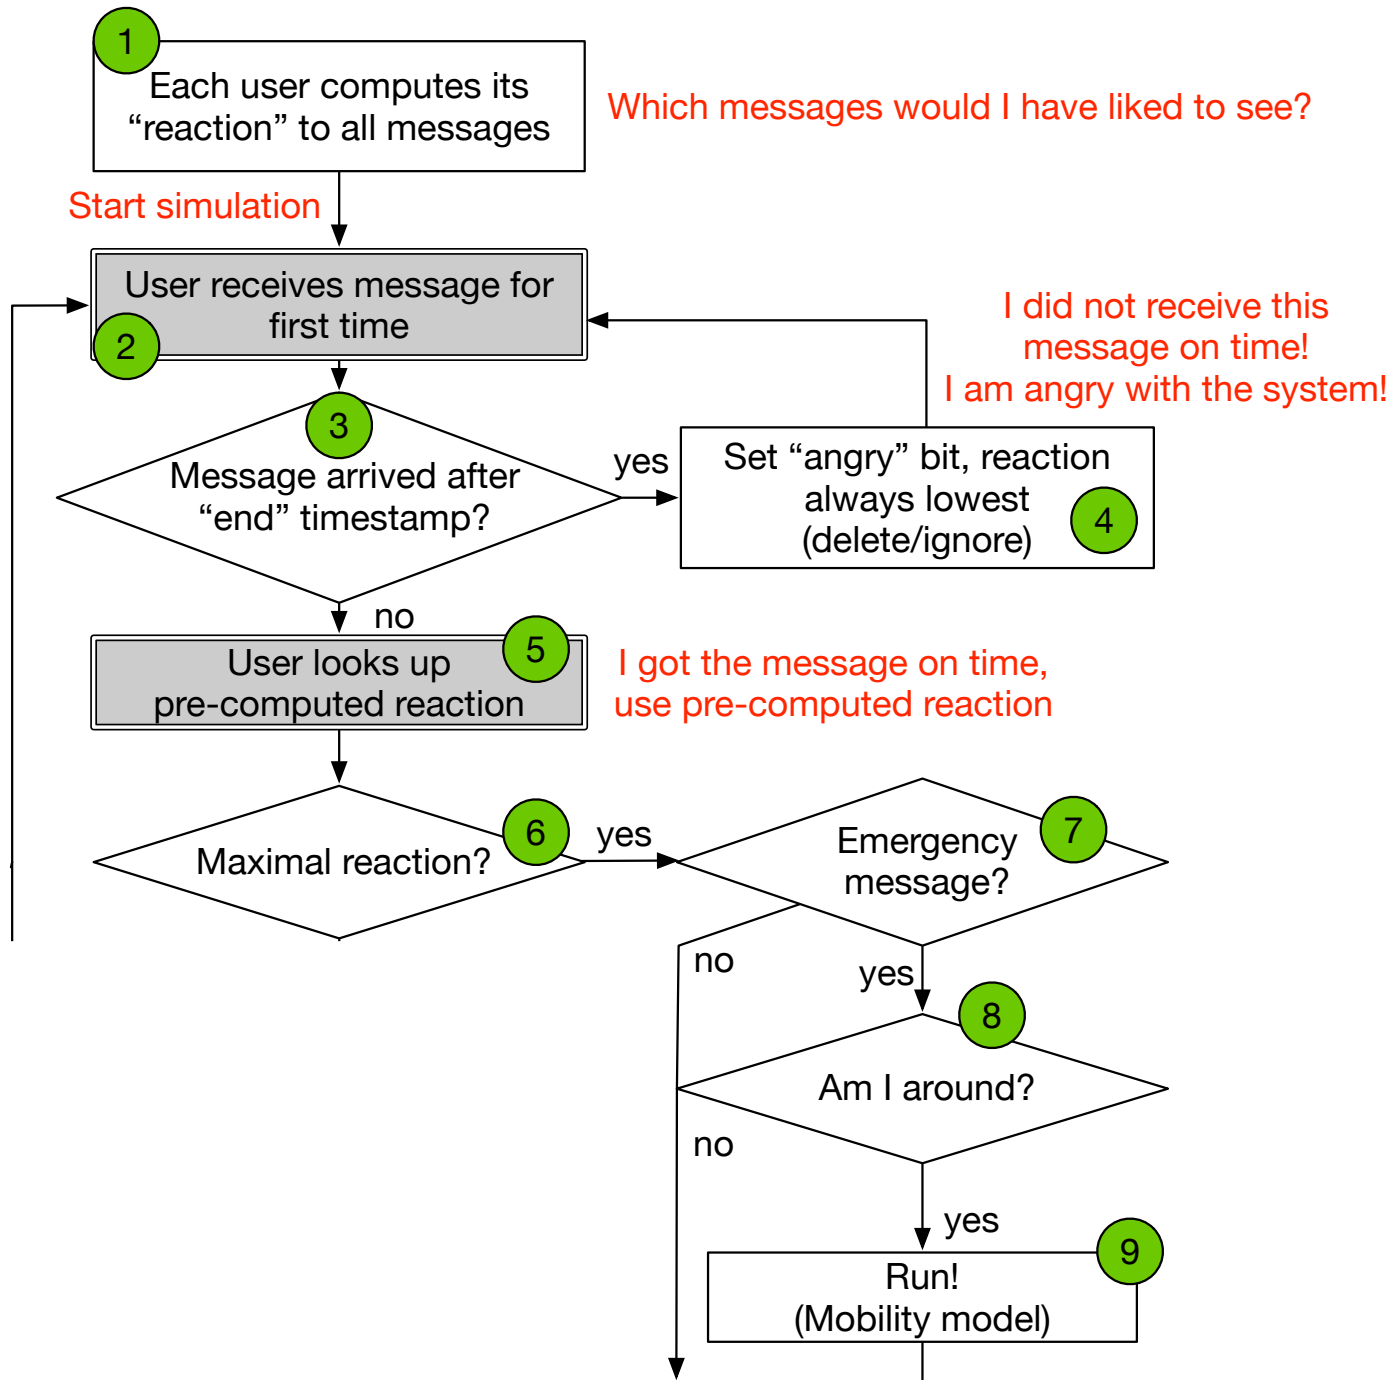 1
Each user computes its
“reaction” to all messages
Which messages would I have liked to see?
Start simulation
User receives message for
first time
2
I did not receive this
message on time!
I am angry with the system!
3
Message arrived after
“end” timestamp?
yes
Set “angry” bit, reaction
always lowest
(delete/ignore)
4
no
5
User looks up
pre-computed reaction
I got the message on time,
use pre-computed reaction
6
Maximal reaction?
yes
7
Emergency
message?
no
yes
8
Am I around?
no
yes
9
Run!
(Mobility model)